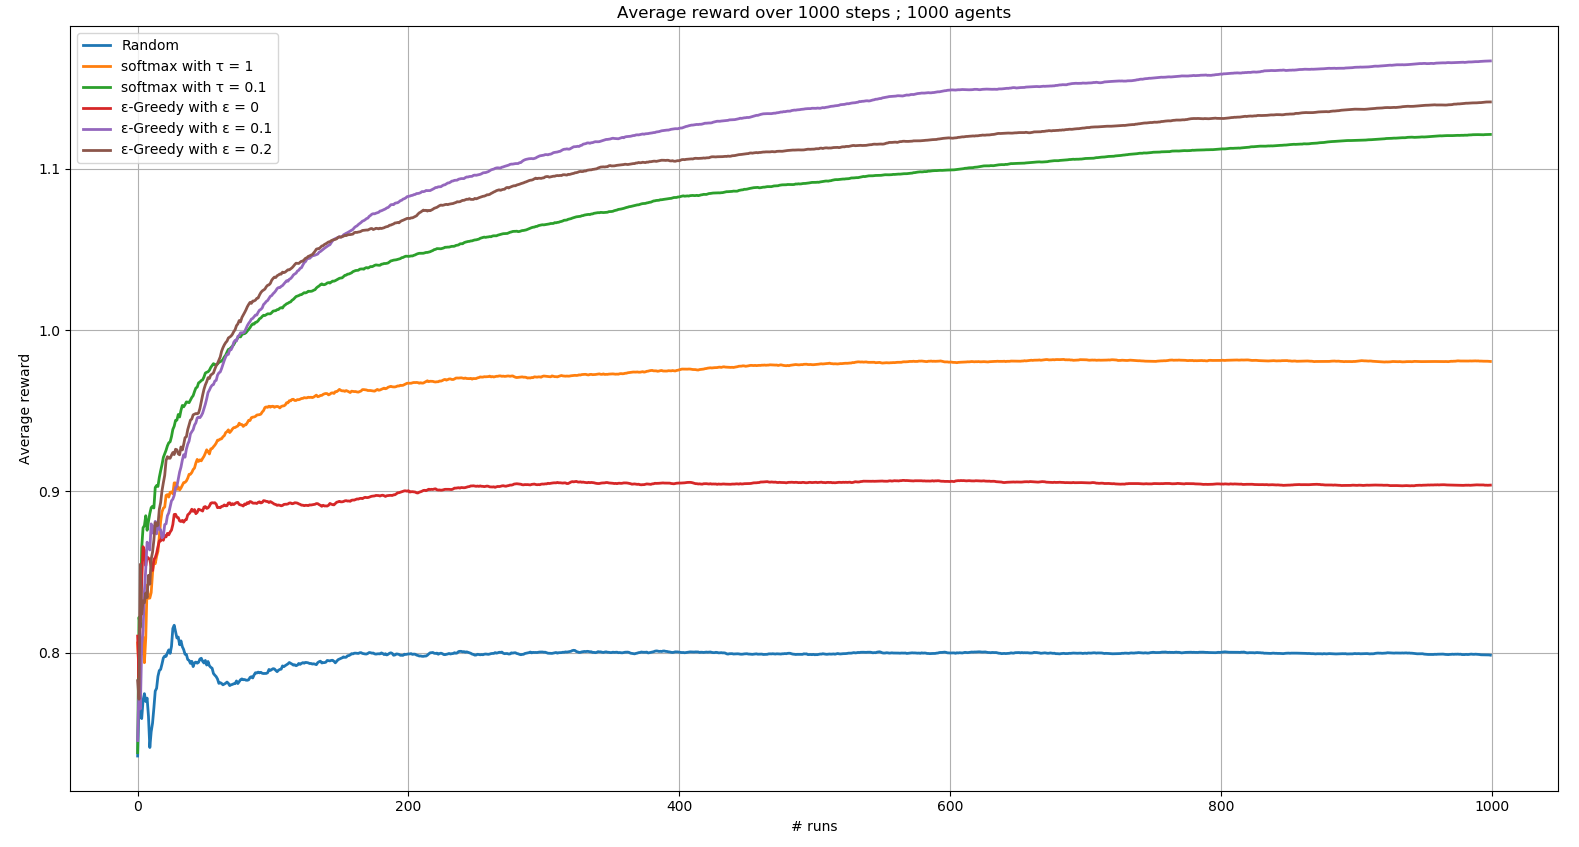 Average reward over 1000 steps ; 1000 agents
Random
softmax with τ = 1
softmax with τ = 0.1
ε-Greedy with ε = 0
ε-Greedy with ε = 0.1
ε-Greedy with ε = 0.2
Average reward
1.1
1.0
0.9
0.8
0 200 400 600 800 1000
# runs